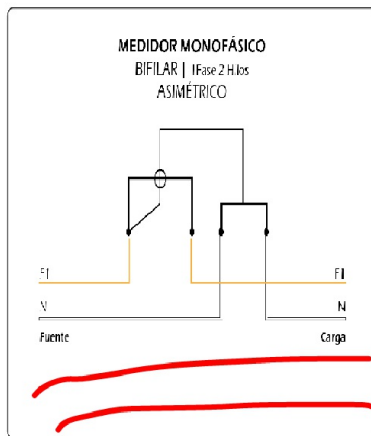 MEDIDOR MONOFÁSICO
BIFILAR | 1Fase 2 Hilos
ASIMÉTRICO
F1 F1
N N
Fuente Carga